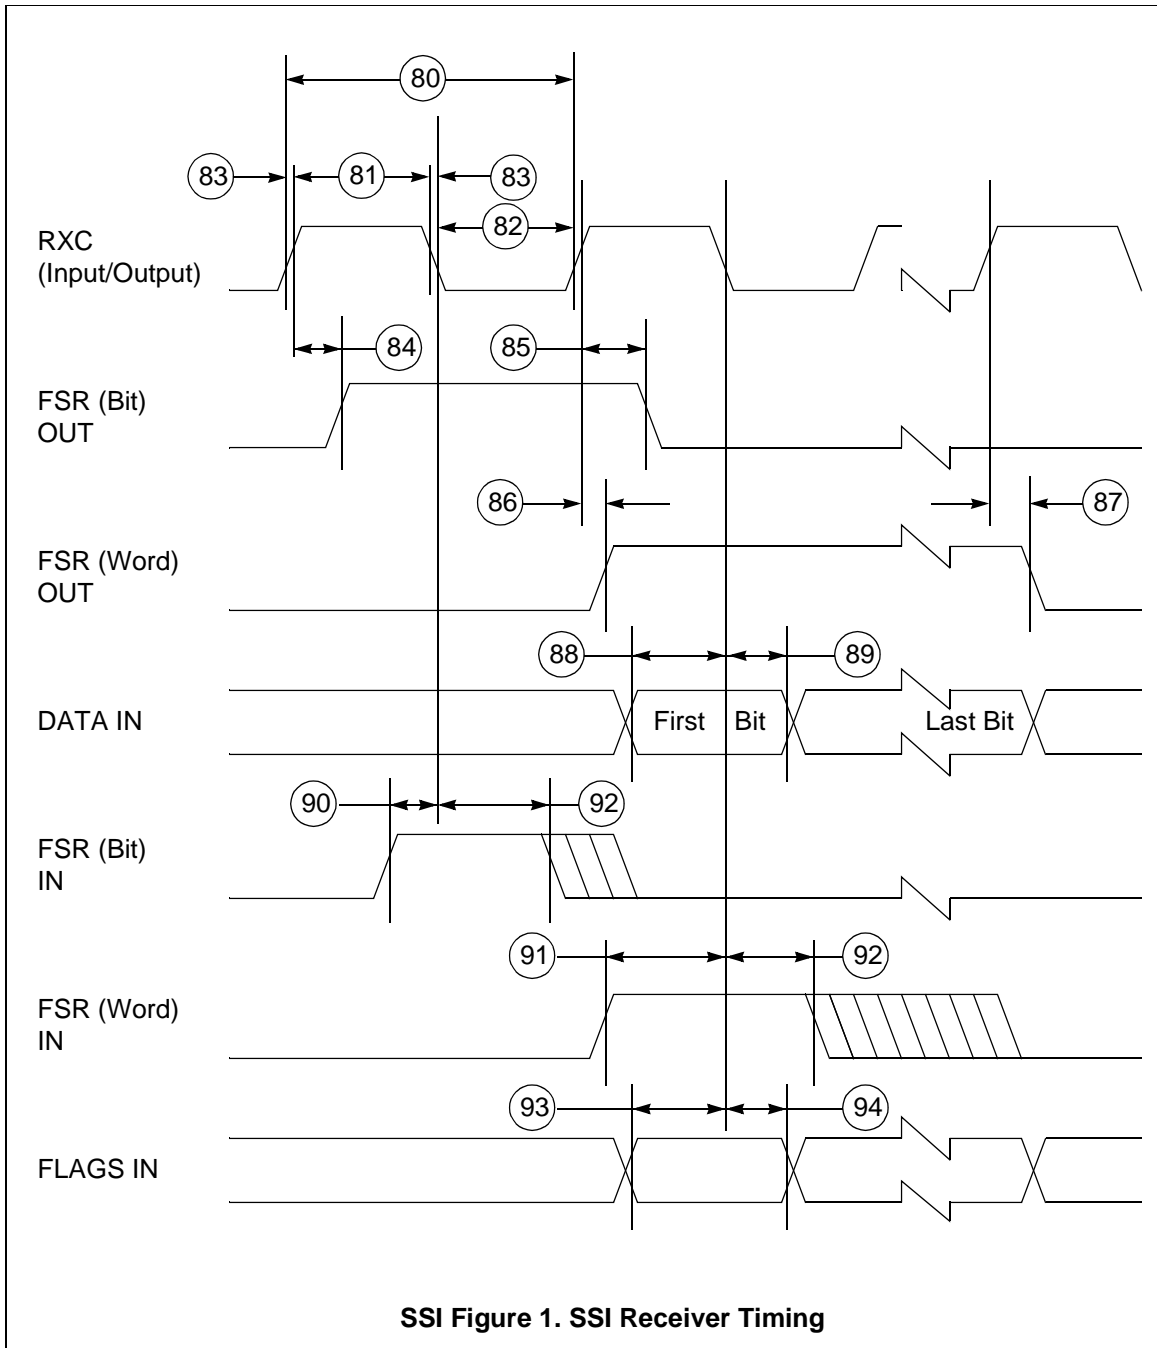 80
83
81
83
82
RXC
(Input/Output)
84
85
FSR (Bit)
OUT
86
87
FSR (Word)
OUT
88
89
DATA IN
First Bit
Last Bit
90
92
FSR (Bit)
IN
91
92
FSR (Word)
IN
93
94
FLAGS IN
SSI Figure 1. SSI Receiver Timing